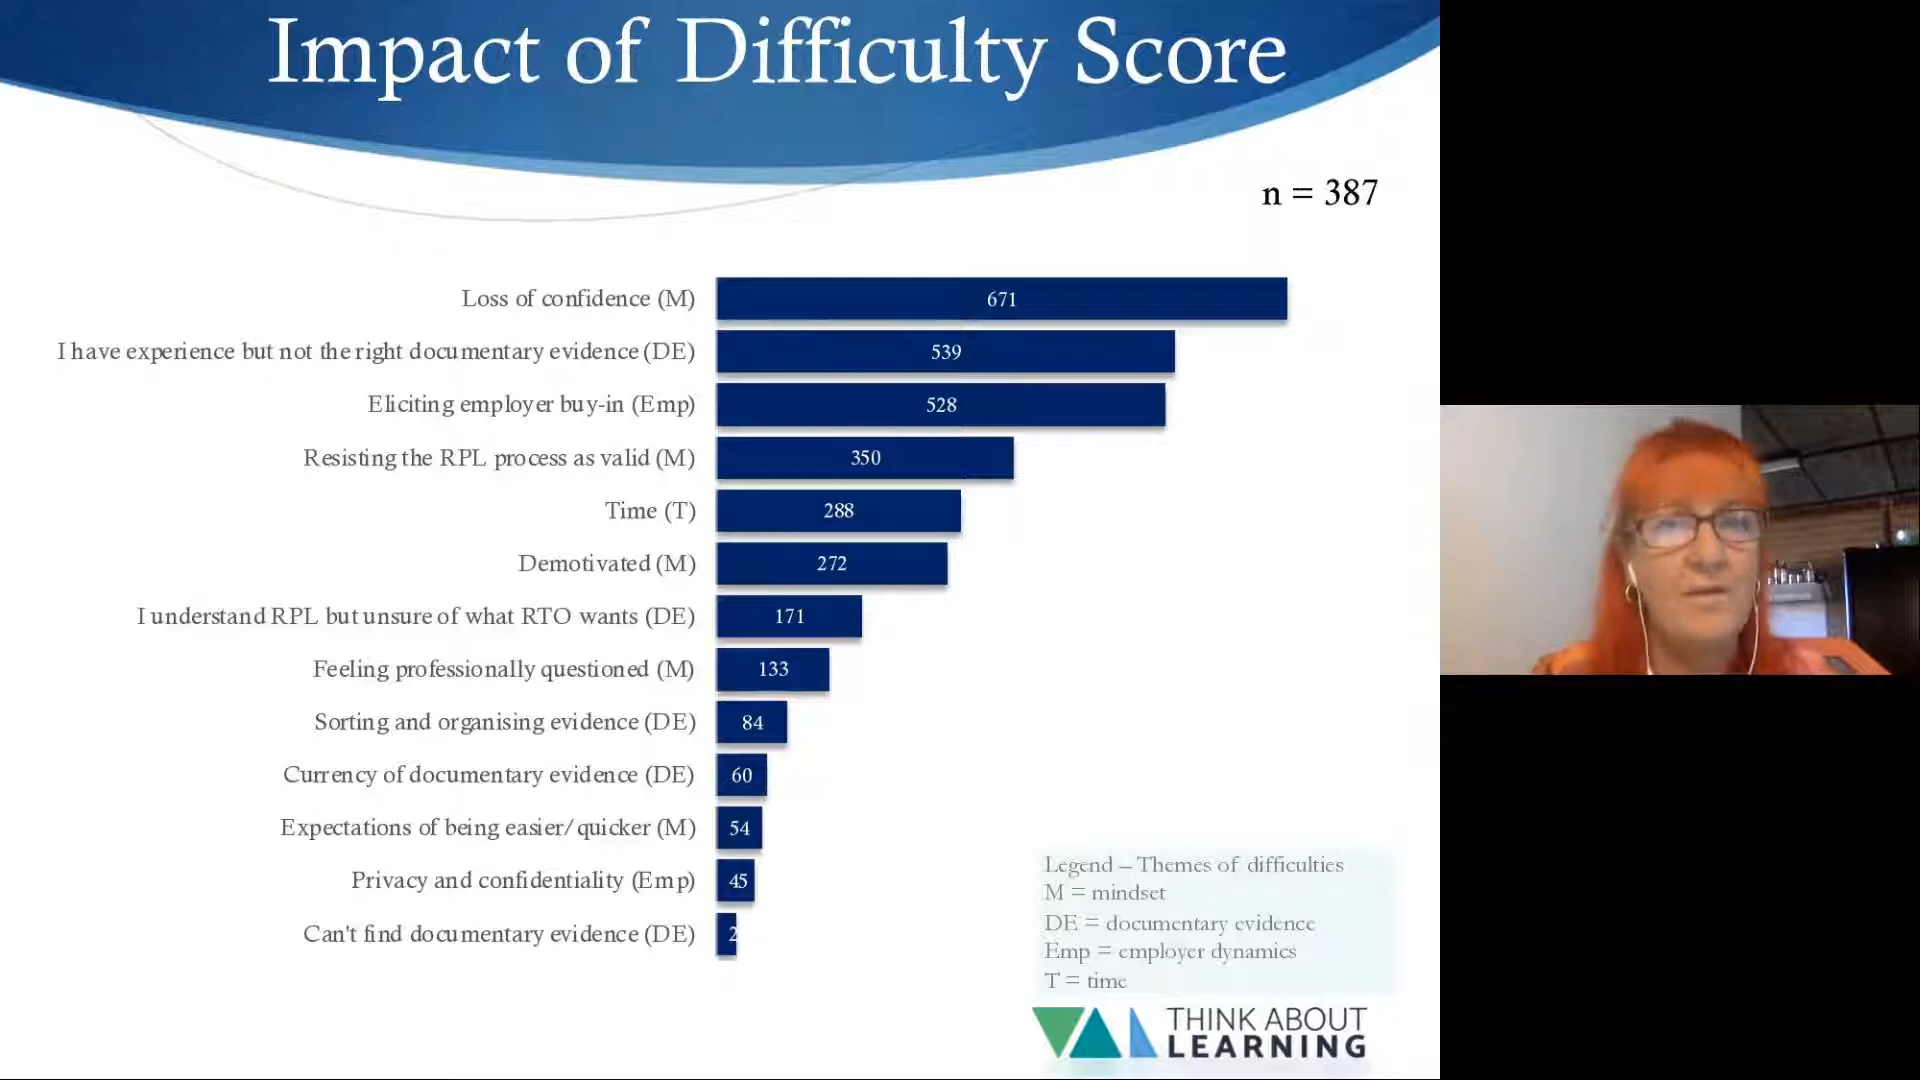 Impact of Difficulty Score
n = 387
Loss of confidence (M) 671
I have experience but not the right documentary evidence (DE) 539
Eliciting employer buy-in (Emp) 528
Resisting the RPL process as valid (M) 350
Time (T) 288
Demotivated (M) 272
I understand RPL but unsure of what RTO wants (DE) 171
Feeling professionally questioned (M) 133
Sorting and organising evidence (DE) 84
Currency of documentary evidence (DE) 60
Expectations of being easier/quicker (M) 54
Privacy and confidentiality (Emp) 45
Can't find documentary evidence (DE)
Legend – Themes of difficulties
M = mindset
DE = documentary evidence
Emp = employer dynamics
T = time
THINK ABOUT
LEARNING